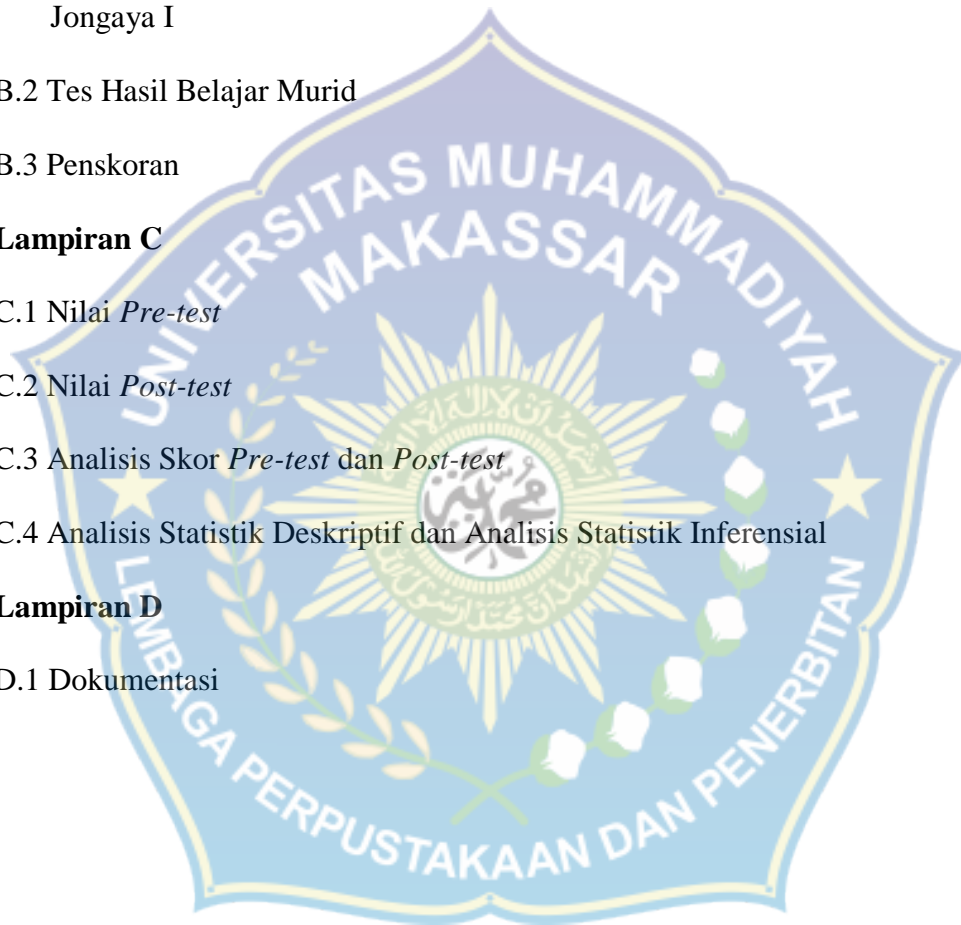 Jongaya I
B.2 Tes Hasil Belajar Murid
B.3 Penskoran
Lampiran C
C.1 Nilai Pre-test
C.2 Nilai Post-test
C.3 Analisis Skor Pre-test dan Post-test
C.4 Analisis Statistik Deskriptif dan Analisis Statistik Inferensial
Lampiran D
D.1 Dokumentasi
UNIVERSITAS MUHAMMADIYAH
MAKASSAR
LEMBAGA PERPUSTAKAAN DAN PENERBITAN